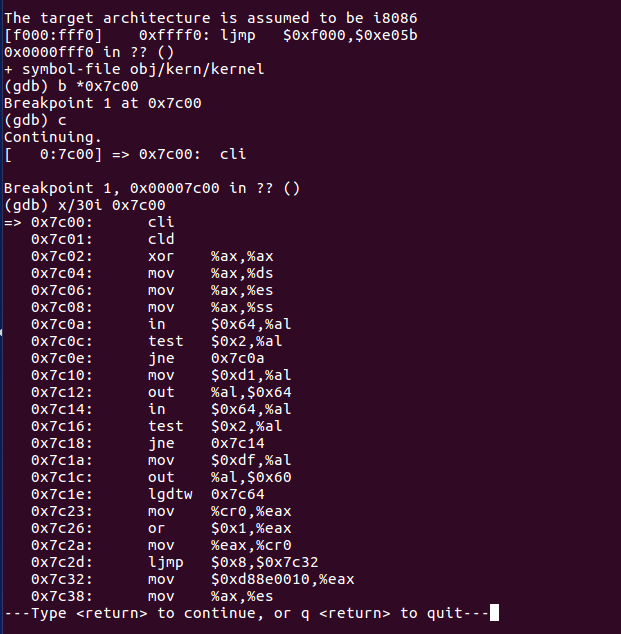 The target architecture is assumed to be i8086
[f000:fff0]    0xffff0: ljmp   $0xf000,$0xe05b
0x0000fff0 in ?? ()
+ symbol-file obj/kern/kernel
(gdb) b *0x7c00
Breakpoint 1 at 0x7c00
(gdb) c
Continuing.
[   0:7c00] => 0x7c00:  cli
Breakpoint 1, 0x00007c00 in ?? ()
(gdb) x/30i 0x7c00
=> 0x7c00:      cli
   0x7c01:      cld
   0x7c02:      xor    %ax,%ax
   0x7c04:      mov    %ax,%ds
   0x7c06:      mov    %ax,%es
   0x7c08:      mov    %ax,%ss
   0x7c0a:      in     $0x64,%al
   0x7c0c:      test   $0x2,%al
   0x7c0e:      jne    0x7c0a
   0x7c10:      mov    $0xd1,%al
   0x7c12:      out    %al,$0x64
   0x7c14:      in     $0x64,%al
   0x7c16:      test   $0x2,%al
   0x7c18:      jne    0x7c14
   0x7c1a:      mov    $0xdf,%al
   0x7c1c:      out    %al,$0x60
   0x7c1e:      lgdtw  0x7c64
   0x7c23:      mov    %cr0,%eax
   0x7c26:      or     $0x1,%eax
   0x7c2a:      mov    %eax,%cr0
   0x7c2d:      ljmp   $0x8,$0x7c32
   0x7c32:      mov    $0xd88e0010,%eax
   0x7c38:      mov    %ax,%es
---Type <return> to continue, or q <return> to quit---